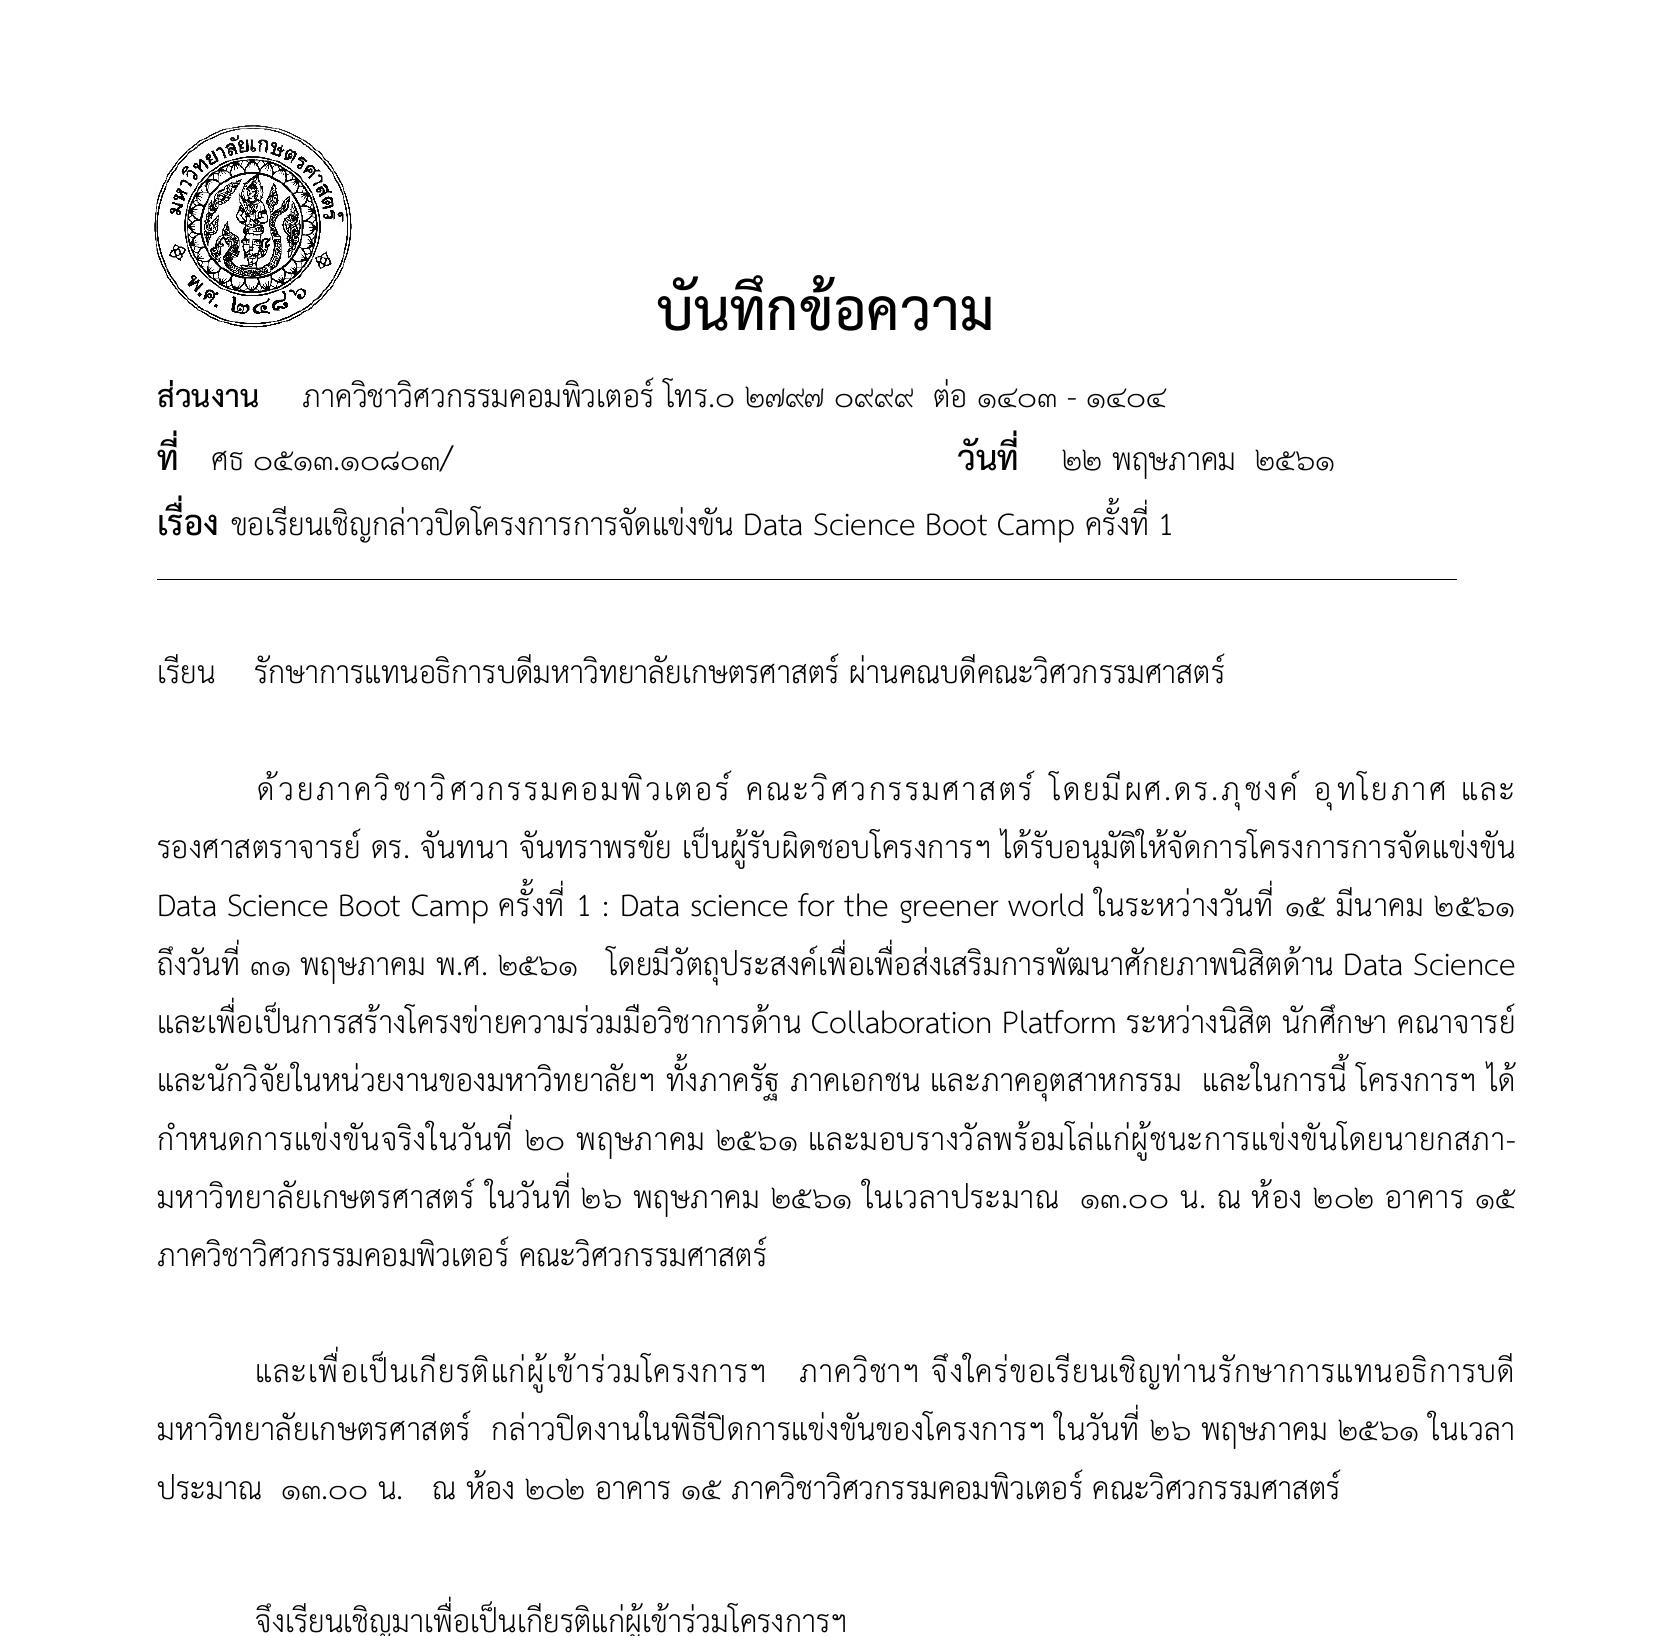 มหาวิทยาลัยเกษตรศาสตร์
พ.ศ. ๒๔๘๖
บันทึกข้อความ
ส่วนงาน ภาควิชาวิศวกรรมคอมพิวเตอร์ โทร.๐ ๒๗๙๗ ๐๙๙๙ ต่อ ๑๔๐๓ - ๑๔๐๔
ที่ ศธ ๐๕๑๓.๑๐๘๐๓/ วันที่ ๒๒ พฤษภาคม ๒๕๖๑
เรื่อง ขอเรียนเชิญกล่าวปิดโครงการการจัดแข่งขัน Data Science Boot Camp ครั้งที่ 1
เรียน รักษาการแทนอธิการบดีมหาวิทยาลัยเกษตรศาสตร์ ผ่านคณบดีคณะวิศวกรรมศาสตร์
ด้วยภาควิชาวิศวกรรมคอมพิวเตอร์ คณะวิศวกรรมศาสตร์ โดยมีผศ.ดร.ภุชงค์ อุทโยภาศ และ
รองศาสตราจารย์ ดร. จันทนา จันทราพรชัย เป็นผู้รับผิดชอบโครงการฯ ได้รับอนุมัติให้จัดการโครงการการจัดแข่งขัน
Data Science Boot Camp ครั้งที่ 1 : Data science for the greener world ในระหว่างวันที่ ๑๕ มีนาคม ๒๕๖๑
ถึงวันที่ ๓๑ พฤษภาคม พ.ศ. ๒๕๖๑ โดยมีวัตถุประสงค์เพื่อเพื่อส่งเสริมการพัฒนาศักยภาพนิสิตด้าน Data Science
และเพื่อเป็นการสร้างโครงข่ายความร่วมมือวิชาการด้าน Collaboration Platform ระหว่างนิสิต นักศึกษา คณาจารย์
และนักวิจัยในหน่วยงานของมหาวิทยาลัยฯ ทั้งภาครัฐ ภาคเอกชน และภาคอุตสาหกรรม และในการนี้ โครงการฯ ได้
กำหนดการแข่งขันจริงในวันที่ ๒๐ พฤษภาคม ๒๕๖๑ และมอบรางวัลพร้อมโล่แก่ผู้ชนะการแข่งขันโดยนายกสภา-
มหาวิทยาลัยเกษตรศาสตร์ ในวันที่ ๒๖ พฤษภาคม ๒๕๖๑ ในเวลาประมาณ ๑๓.๐๐ น. ณ ห้อง ๒๐๒ อาคาร ๑๕
ภาควิชาวิศวกรรมคอมพิวเตอร์ คณะวิศวกรรมศาสตร์
และเพื่อเป็นเกียรติแก่ผู้เข้าร่วมโครงการฯ ภาควิชาฯ จึงใคร่ขอเรียนเชิญท่านรักษาการแทนอธิการบดี
มหาวิทยาลัยเกษตรศาสตร์ กล่าวปิดงานในพิธีปิดการแข่งขันของโครงการฯ ในวันที่ ๒๖ พฤษภาคม ๒๕๖๑ ในเวลา
ประมาณ ๑๓.๐๐ น. ณ ห้อง ๒๐๒ อาคาร ๑๕ ภาควิชาวิศวกรรมคอมพิวเตอร์ คณะวิศวกรรมศาสตร์
จึงเรียนเชิญมาเพื่อเป็นเกียรติแก่ผู้เข้าร่วมโครงการฯ